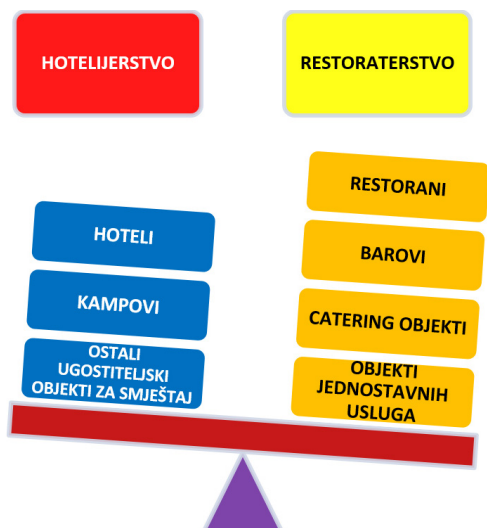 HOTELIJERSTVO
RESTORATERSTVO
HOTELI
KAMPOVI
OSTALI
UGOSTITELJSKI
OBJEKTI ZA SMJEŠTAJ
RESTORANI
BAROVI
CATERING OBJEKTI
OBJEKTI
JEDNOSTAVNIH
USLUGA